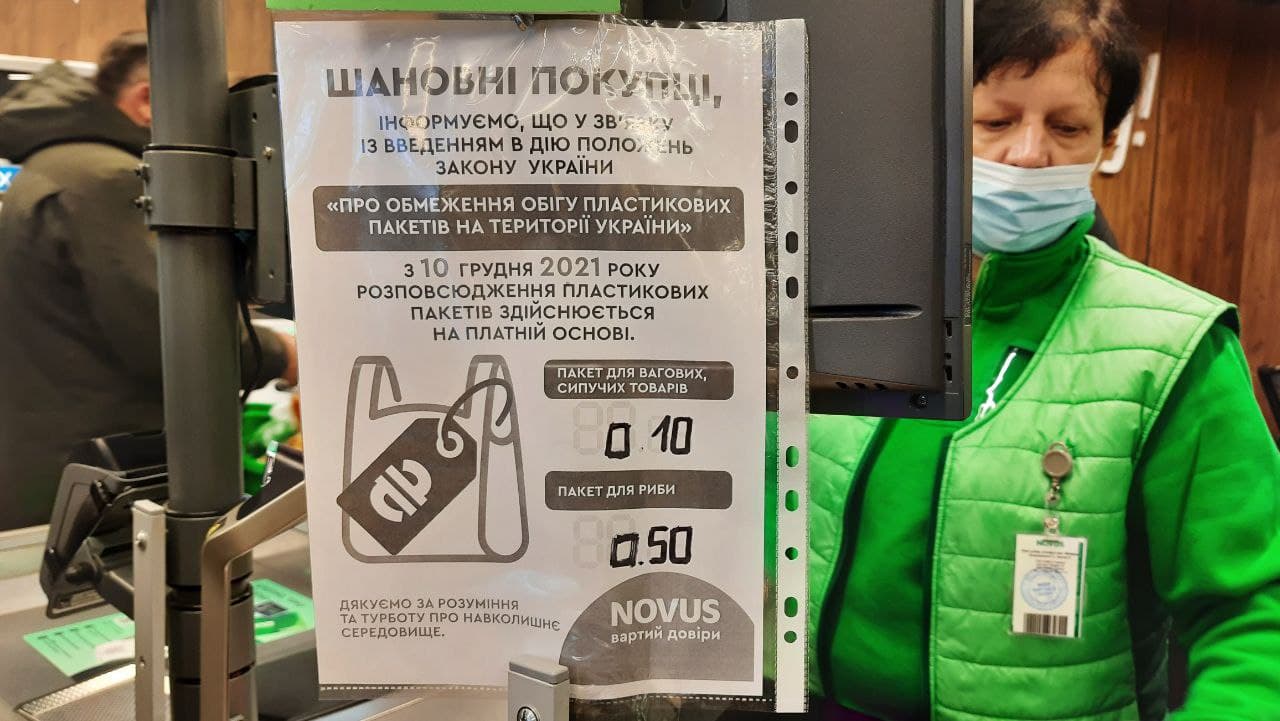 ШАНОВНІ ПОКУПЦІ,
ІНФОРМУЄМО, ЩО У ЗВ'ЯЗКУ
ІЗ ВВЕДЕННЯМ В ДІЮ ПОЛОЖЕНЬ
ЗАКОНУ УКРАЇНИ
«ПРО ОБМЕЖЕННЯ ОБІГУ ПЛАСТИКОВИХ
ПАКЕТІВ НА ТЕРИТОРІЇ УКРАЇНИ»
З 10 ГРУДНЯ 2021 РОКУ
РОЗПОВСЮДЖЕННЯ ПЛАСТИКОВИХ
ПАКЕТІВ ЗДІЙСНЮЄТЬСЯ
НА ПЛАТНІЙ ОСНОВІ.
ПАКЕТ ДЛЯ ВАГОВИХ,
СИПУЧИХ ТОВАРІВ
0.10
ПАКЕТ ДЛЯ РИБИ
0.50
ДЯКУЄМО ЗА РОЗУМІННЯ
ТА ТУРБОТУ ПРО НАВКОЛИШНЄ
СЕРЕДОВИЩЕ.
NOVUS
вартий довіри
NOVUS